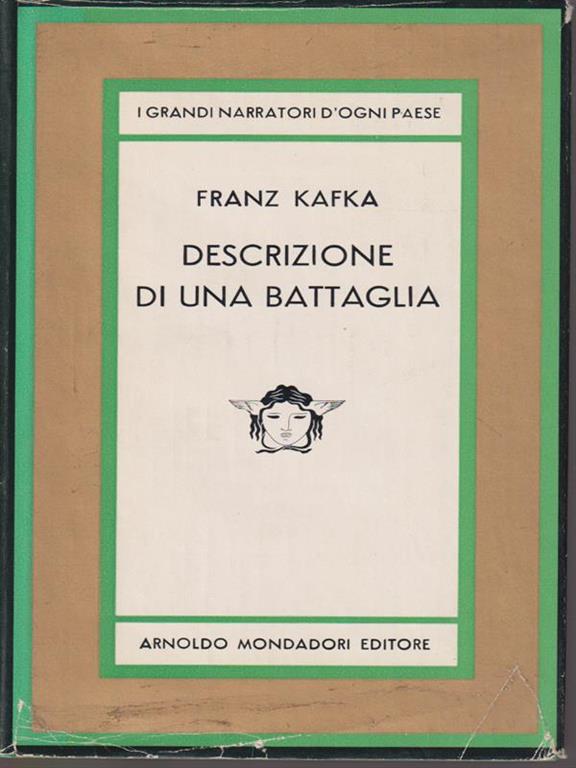 I GRANDI NARRATORI D'OGNI PAESE
FRANZ KAFKA
DESCRIZIONE
DI UNA BATTAGLIA
ARNOLDO MONDADORI EDITORE